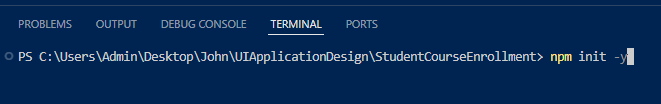 PROBLEMS OUTPUT DEBUG CONSOLE TERMINAL PORTS
PS C:\Users\Admin\Desktop\John\UIApplicationDesign\StudentCourseEnrollment> npm init -y